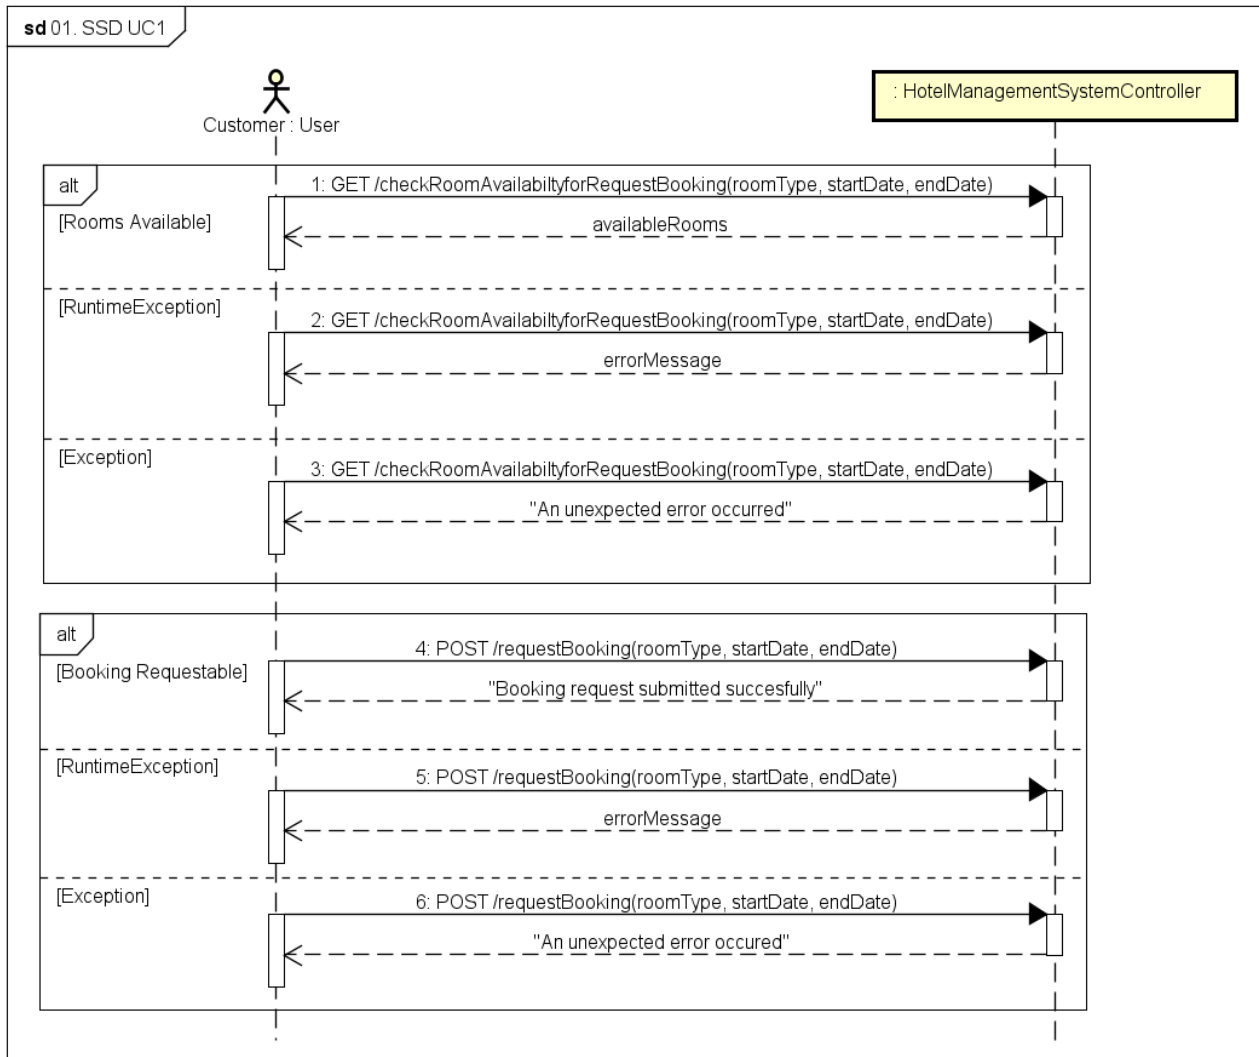 sd 01. SSD UC1
Customer : User
: HotelManagementSystemController
alt
1: GET /checkRoomAvailabiltyforRequestBooking(roomType, startDate, endDate)
[Rooms Available]
availableRooms
[RuntimeException]
2: GET /checkRoomAvailabiltyforRequestBooking(roomType, startDate, endDate)
errorMessage
[Exception]
3: GET /checkRoomAvailabiltyforRequestBooking(roomType, startDate, endDate)
"An unexpected error occurred"
alt
4: POST /requestBooking(roomType, startDate, endDate)
[Booking Requestable]
"Booking request submitted succesfully"
[RuntimeException]
5: POST /requestBooking(roomType, startDate, endDate)
errorMessage
[Exception]
6: POST /requestBooking(roomType, startDate, endDate)
"An unexpected error occured"